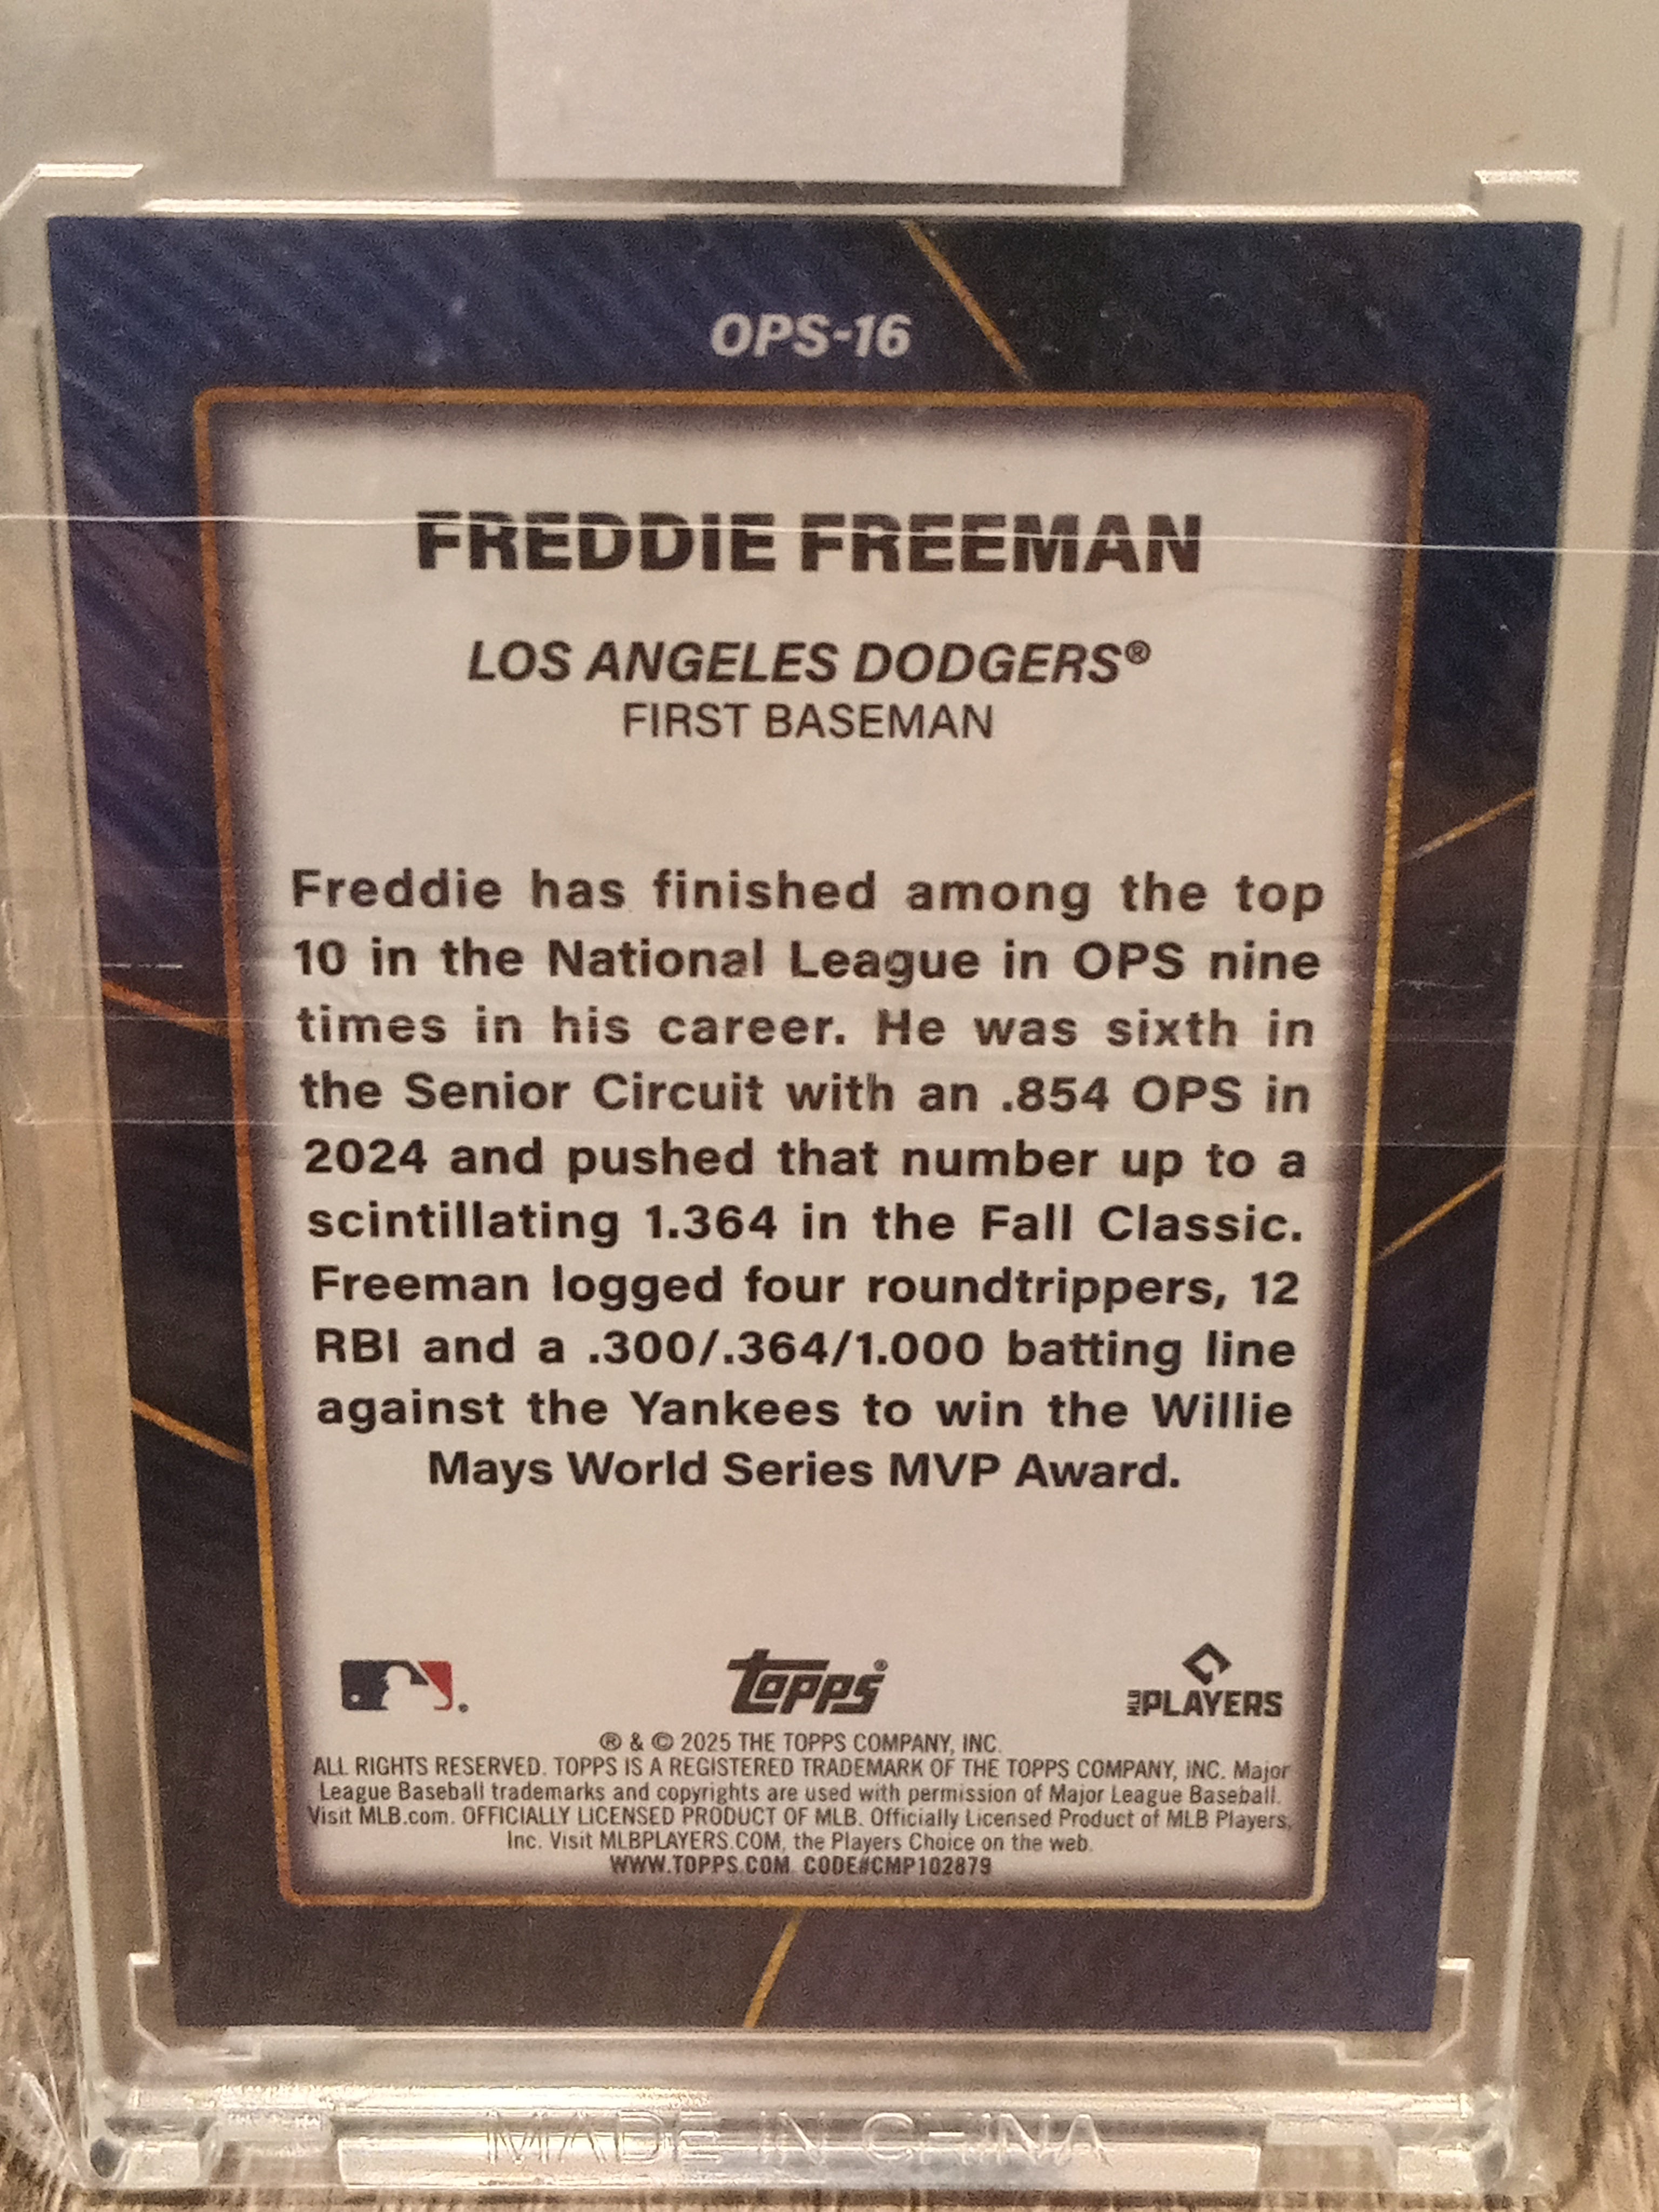 OPS-16
FREDDIE FREEMAN
LOS ANGELES DODGERS®
FIRST BASEMAN
Freddie has finished among the top
10 in the National League in OPS nine
times in his career. He was sixth in
the Senior Circuit with an .854 OPS in
2024 and pushed that number up to a
scintillating 1.364 in the Fall Classic.
Freeman logged four roundtrippers, 12
RBI and a .300/.364/1.000 batting line
against the Yankees to win the Willie
Mays World Series MVP Award.
topps®
MLB PLAYERS
® & © 2025 THE TOPPS COMPANY, INC.
ALL RIGHTS RESERVED. TOPPS IS A REGISTERED TRADEMARK OF THE TOPPS COMPANY, INC. Major
League Baseball trademarks and copyrights are used with permission of Major League Baseball.
Visit MLB.com. OFFICIALLY LICENSED PRODUCT OF MLB. Officially Licensed Product of MLB Players,
Inc. Visit MLBPLAYERS.COM, the Players Choice on the web.
WWW.TOPPS.COM CODE#CMP102879
MADE IN CHINA